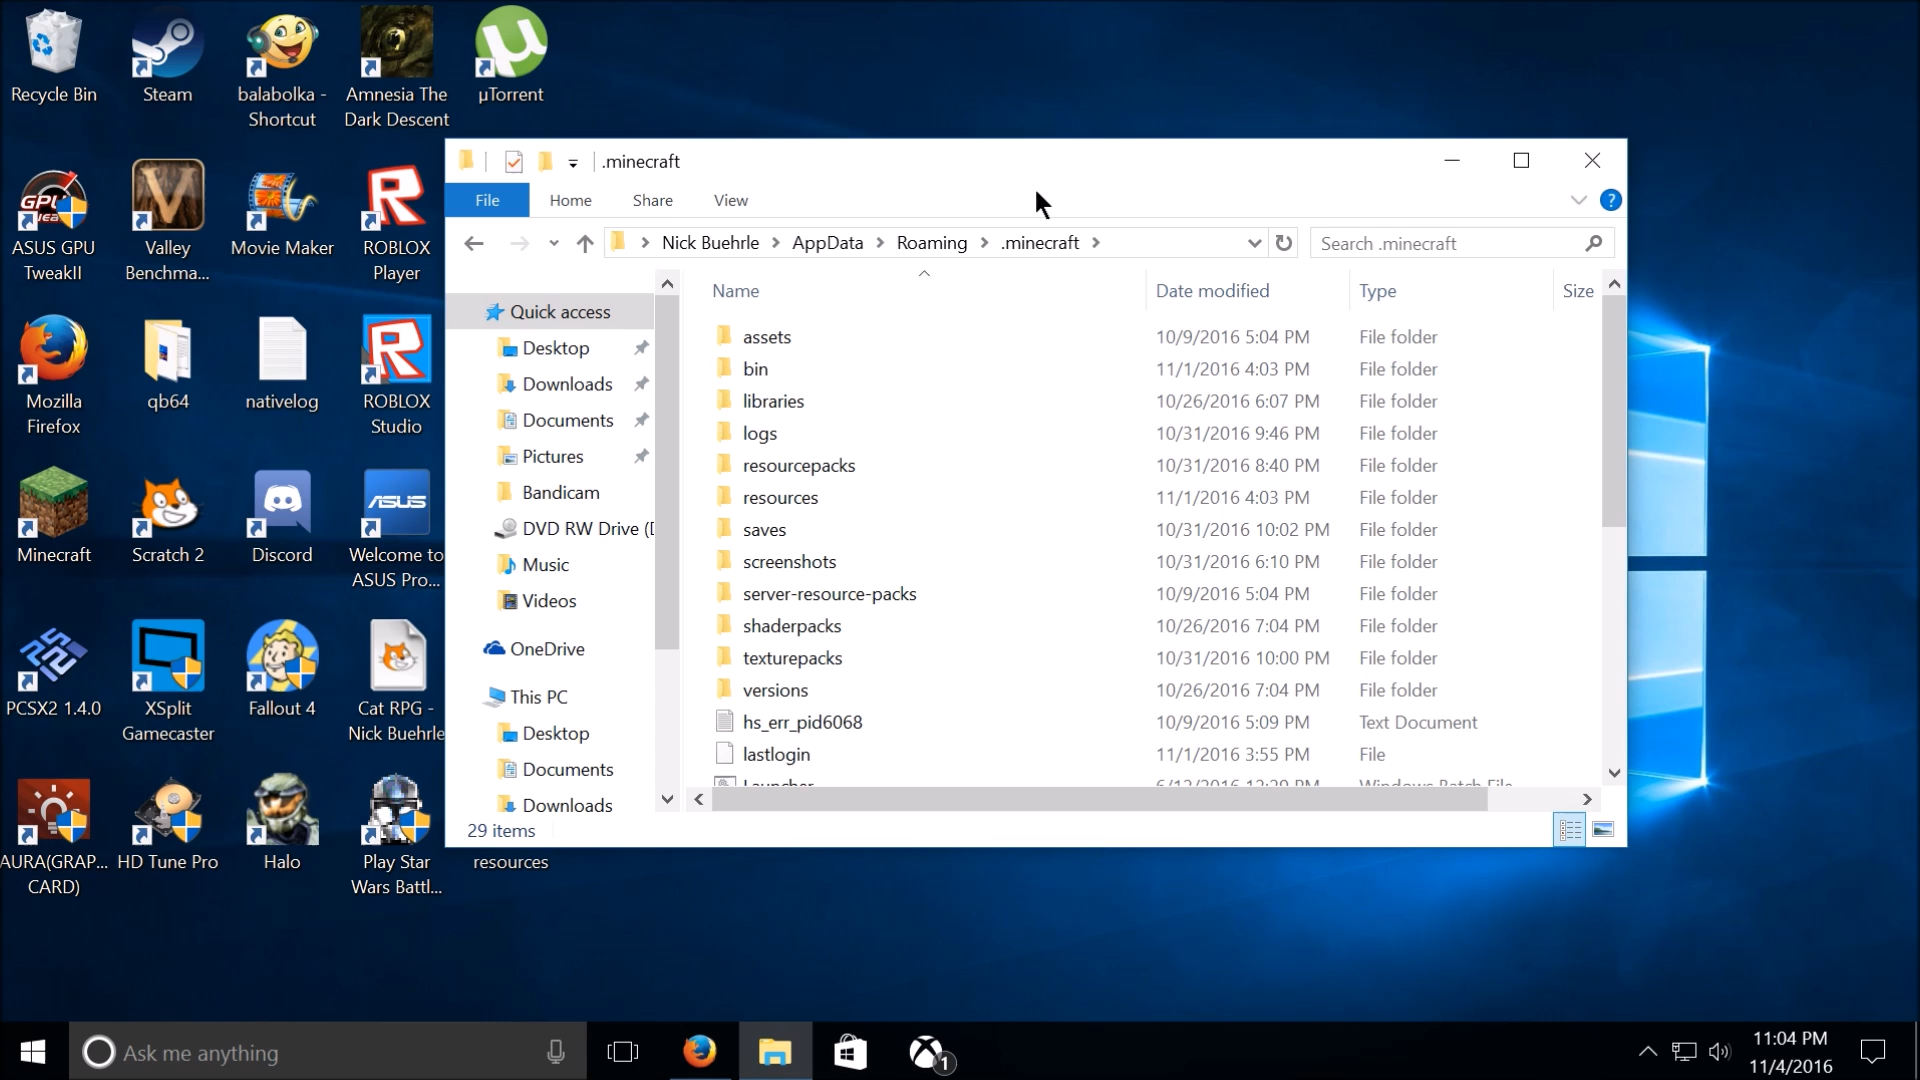 Recycle Bin
Steam
balabolka -
Shortcut
Amnesia The
Dark Descent
µTorrent
ASUS GPU
TweakII
Valley
Benchma...
Movie Maker
ROBLOX
Player
Mozilla
Firefox
qb64
nativelog
ROBLOX
Studio
Minecraft
Scratch 2
Discord
ASUS
Welcome to
ASUS Pro...
PCSX2 1.4.0
XSplit
Gamecaster
Fallout 4
Cat RPG -
Nick Buehrle
AURA(GRAP...
CARD)
HD Tune Pro
Halo
Play Star
Wars Battl...
resources
.minecraft
File Home Share View
Nick Buehrle AppData Roaming .minecraft
Search .minecraft
Quick access
Desktop
Downloads
Documents
Pictures
Bandicam
DVD RW Drive (
Music
Videos
OneDrive
This PC
Desktop
Documents
Downloads
Name Date modified Type Size
assets 10/9/2016 5:04 PM File folder
bin 11/1/2016 4:03 PM File folder
libraries 10/26/2016 6:07 PM File folder
logs 10/31/2016 9:46 PM File folder
resourcepacks 10/31/2016 8:40 PM File folder
resources 11/1/2016 4:03 PM File folder
saves 10/31/2016 10:02 PM File folder
screenshots 10/31/2016 6:10 PM File folder
server-resource-packs 10/9/2016 5:04 PM File folder
shaderpacks 10/26/2016 7:04 PM File folder
texturepacks 10/31/2016 10:00 PM File folder
versions 10/26/2016 7:04 PM File folder
hs_err_pid6068 10/9/2016 5:09 PM Text Document
lastlogin 11/1/2016 3:55 PM File
29 items
Ask me anything
1
11:04 PM
11/4/2016